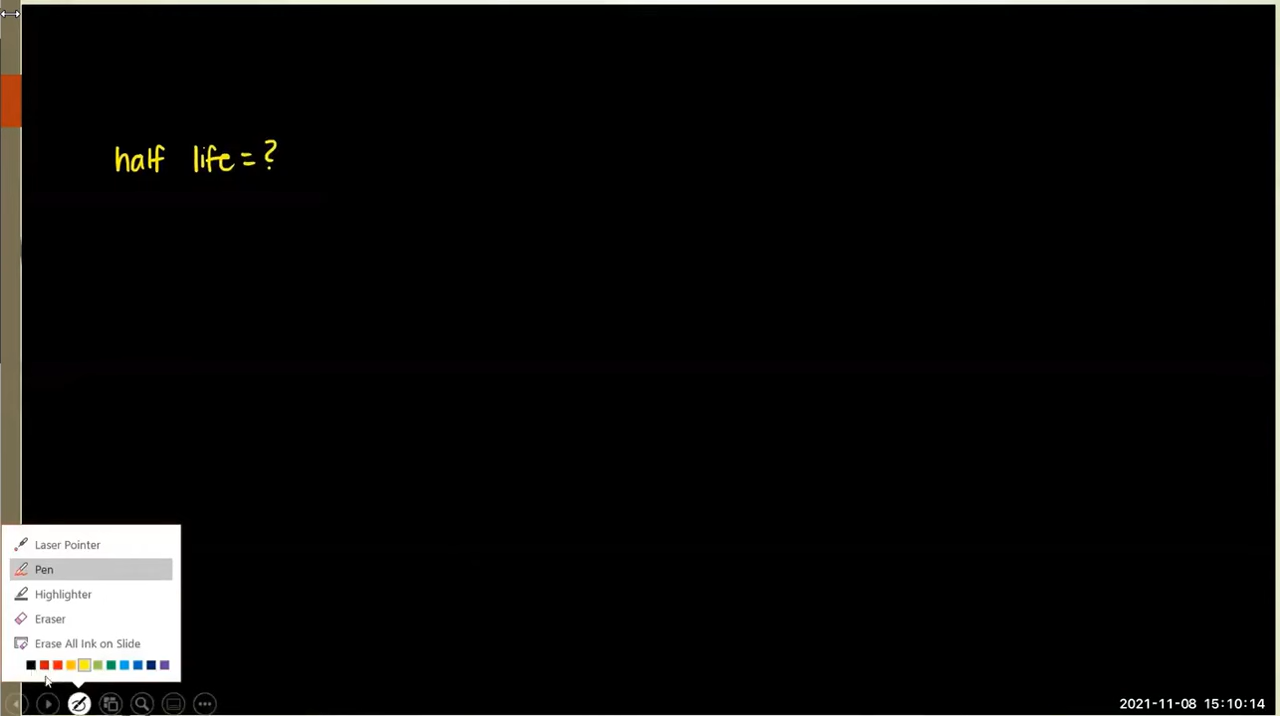 half life = ?
Laser Pointer
Pen
Highlighter
Eraser
Erase All Ink on Slide
2021-11-08 15:10:14